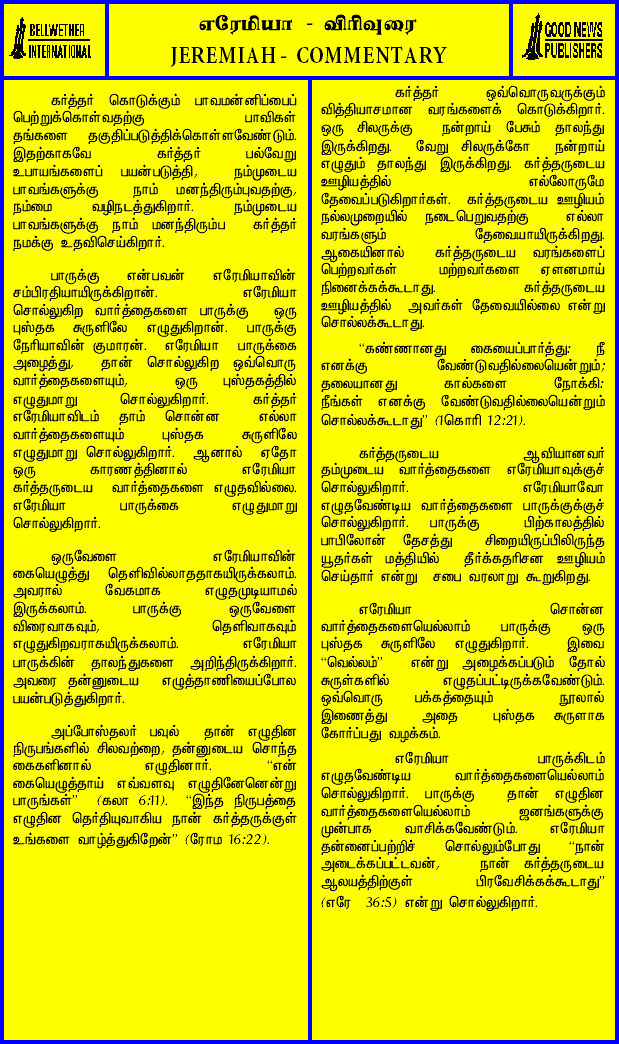 BELLWETHER
INTERNATIONAL
எரேமியா - விரிவுரை
JEREMIAH - COMMENTARY
GOOD NEWS
PUBLISHERS
கர்த்தர் கொடுக்கும் பாவமன்னிப்பைப்
பெற்றுக்கொள்வதற்கு பாவிகள்
தங்களை தகுதிப்படுத்திக்கொள்ளவேண்டும்.
இதற்காகவே கர்த்தர் பல்வேறு
உபாயங்களைப் பயன்படுத்தி, நம்முடைய
பாவங்களுக்கு நாம் மனந்திரும்புவதற்கு,
நம்மை வழிநடத்துகிறார். நம்முடைய
பாவங்களுக்கு நாம் மனந்திரும்ப கர்த்தர்
நமக்கு உதவிசெய்கிறார்.
பாருக்கு என்பவன் எரேமியாவின்
சம்பிரதியாயிருக்கிறான். எரேமியா
சொல்லுகிற வார்த்தைகளை பாருக்கு ஒரு
புஸ்தக சுருளிலே எழுதுகிறான். பாருக்கு
நேரியாவின் குமாரன். எரேமியா பாருக்கை
அழைத்து, தான் சொல்லுகிற ஒவ்வொரு
வார்த்தைகளையும், ஒரு புஸ்தகத்தில்
எழுதுமாறு சொல்லுகிறார். கர்த்தர்
எரேமியாவிடம் தாம் சொன்ன எல்லா
வார்த்தைகளையும் புஸ்தக சுருளிலே
எழுதுமாறு சொல்லுகிறார். ஆனால் ஏதோ
ஒரு காரணத்தினால் எரேமியா
கர்த்தருடைய வார்த்தைகளை எழுதவில்லை.
எரேமியா பாருக்கை எழுதுமாறு
சொல்லுகிறார்.
ஒருவேளை எரேமியாவின்
கையெழுத்து தெளிவில்லாததாகயிருக்கலாம்.
அவரால் வேகமாக எழுதமுடியாமல்
இருக்கலாம். பாருக்கு ஒருவேளை
விரைவாகவும், தெளிவாகவும்
எழுதுகிறவராகயிருக்கலாம். எரேமியா
பாருக்கின் தாலந்துகளை அறிந்திருக்கிறார்.
அவரை தன்னுடைய எழுத்தாணியைப்போல
பயன்படுத்துகிறார்.
அப்போஸ்தலர் பவுல் தான் எழுதின
நிருபங்களில் சிலவற்றை, தன்னுடைய சொந்த
கைகளினால் எழுதினார். “என்
கையெழுத்தாய் எவ்வளவு எழுதினேனென்று
பாருங்கள்” (கலா 6:11). “இந்த நிருபத்தை
எழுதின தெர்தியுவாகிய நான் கர்த்தருக்குள்
உங்களை வாழ்த்துகிறேன்” (ரோம 16:22).
கர்த்தர் ஒவ்வொருவருக்கும்
வித்தியாசமான வரங்களைக் கொடுக்கிறார்.
ஒரு சிலருக்கு நன்றாய் பேசும் தாலந்து
இருக்கிறது. வேறு சிலருக்கோ நன்றாய்
எழுதும் தாலந்து இருக்கிறது. கர்த்தருடைய
ஊழியத்தில் எல்லோருமே
தேவைப்படுகிறார்கள். கர்த்தருடைய ஊழியம்
நல்லமுறையில் நடைபெறுவதற்கு எல்லா
வரங்களும் தேவையாயிருக்கிறது.
ஆகையினால் கர்த்தருடைய வரங்களைப்
பெற்றவர்கள் மற்றவர்களை ஏளனமாய்
நினைக்கக்கூடாது. கர்த்தருடைய
ஊழியத்தில் அவர்கள் தேவையில்லை என்று
சொல்லக்கூடாது.
“கண்ணானது கையைப்பார்த்து: நீ
எனக்கு வேண்டுவதில்லையென்றும்;
தலையானது கால்களை நோக்கி:
நீங்கள் எனக்கு வேண்டுவதில்லையென்றும்
சொல்லக்கூடாது” (1கொரி 12:21).
கர்த்தருடைய ஆவியானவர்
தம்முடைய வார்த்தைகளை எரேமியாவுக்குச்
சொல்லுகிறார். எரேமியாவோ
எழுதவேண்டிய வார்த்தைகளை பாருக்குக்குச்
சொல்லுகிறார். பாருக்கு பிற்காலத்தில்
பாபிலோன் தேசத்து சிறையிருப்பிலிருந்த
யூதர்கள் மத்தியில் தீர்க்கதரிசன ஊழியம்
செய்தார் என்று சபை வரலாறு கூறுகிறது.
எரேமியா சொன்ன
வார்த்தைகளையெல்லாம் பாருக்கு ஒரு
புஸ்தக சுருளிலே எழுதுகிறார். இவை
“வெல்லம்” என்று அழைக்கப்படும் தோல்
சுருள்களில் எழுதப்பட்டிருக்கவேண்டும்.
ஒவ்வொரு பக்கத்தையும் நூலால்
இணைத்து அதை புஸ்தக சுருளாக
கோர்ப்பது வழக்கம்.
எரேமியா பாருக்கிடம்
எழுதவேண்டிய வார்த்தைகளையெல்லாம்
சொல்லுகிறார். பாருக்கு தான் எழுதின
வார்த்தைகளையெல்லாம் ஜனங்களுக்கு
முன்பாக வாசிக்கவேண்டும். எரேமியா
தன்னைப்பற்றிச் சொல்லும்போது “நான்
அடைக்கப்பட்டவன், நான் கர்த்தருடைய
ஆலயத்திற்குள் பிரவேசிக்கக்கூடாது”
(எரே 36:5) என்று சொல்லுகிறார்.